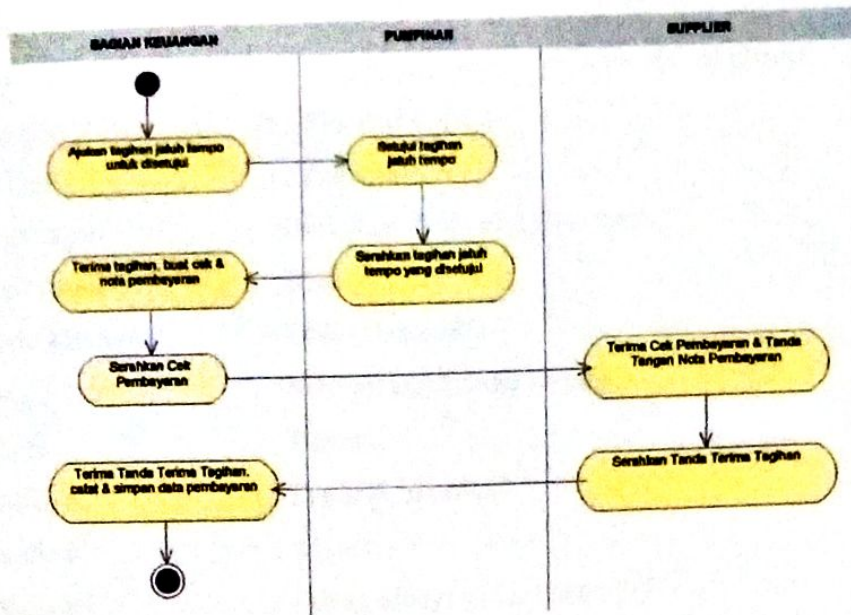 BAGIAN KEUANGAN
PIMPINAN
SUPPLIER
Ajukan tagihan jatuh tempo
untuk disetujui
Setujui tagihan
jatuh tempo
Terima tagihan, buat cek &
nota pembayaran
Serahkan tagihan jatuh
tempo yang disetujui
Serahkan Cek
Pembayaran
Terima Cek Pembayaran & Tanda
Tangan Nota Pembayaran
Terima Tanda Terima Tagihan,
catat & simpan data pembayaran
Serahkan Tanda Terima Tagihan